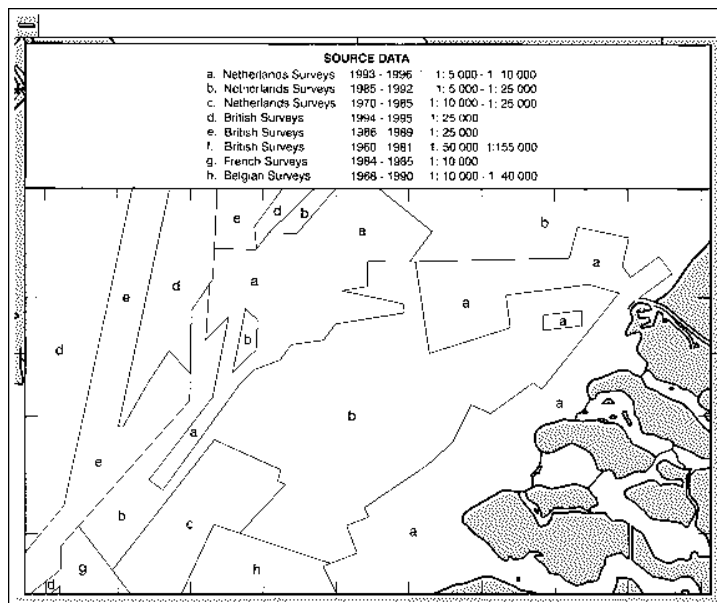 SOURCE DATA
a. Netherlands Surveys 1993 - 1996 1: 5 000 - 1: 10 000
b. Netherlands Surveys 1985 - 1992 1: 5 000 - 1: 25 000
c. Netherlands Surveys 1970 - 1985 1: 10 000 - 1: 25 000
d. British Surveys 1994 - 1995 1: 25 000
e. British Surveys 1986 1989 1: 25 000
f. British Surveys 1960 1981 1: 50 000 1:155 000
g. French Surveys 1984 - 1985 1: 10 000
h. Belgian Surveys 1968 - 1990 1: 10 000 - 1: 40 000
e d b a b
d a a
e a a
d b
a b a
e
b c a
d g h